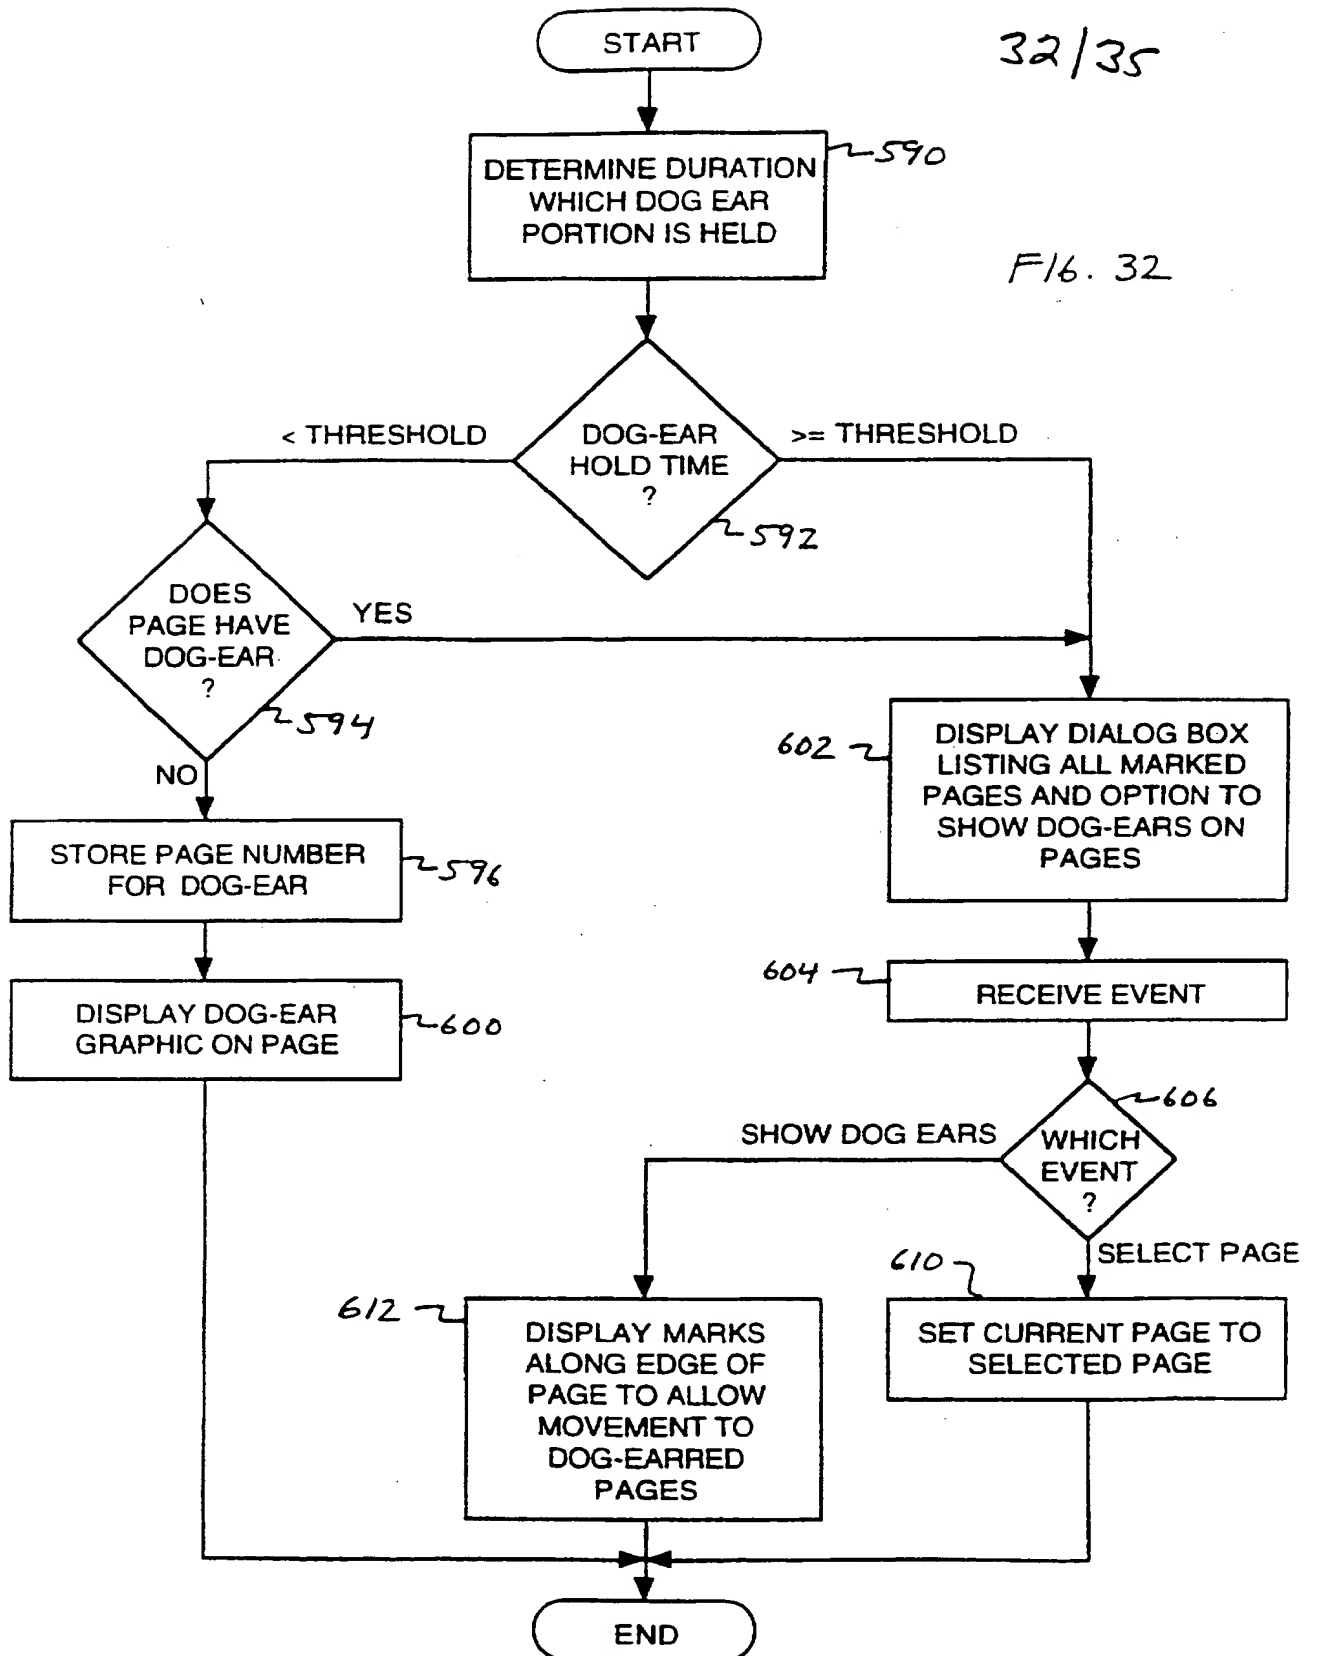 START
32/35
DETERMINE DURATION
WHICH DOG EAR
PORTION IS HELD
590
FIG. 32
< THRESHOLD
DOG-EAR
HOLD TIME
?
>= THRESHOLD
592
DOES
PAGE HAVE
DOG-EAR
?
YES
594
NO
602
DISPLAY DIALOG BOX
LISTING ALL MARKED
PAGES AND OPTION TO
SHOW DOG-EARS ON
PAGES
STORE PAGE NUMBER
FOR DOG-EAR
596
604
RECEIVE EVENT
DISPLAY DOG-EAR
GRAPHIC ON PAGE
600
606
SHOW DOG EARS
WHICH
EVENT
?
SELECT PAGE
610
612
DISPLAY MARKS
ALONG EDGE OF
PAGE TO ALLOW
MOVEMENT TO
DOG-EARRED
PAGES
SET CURRENT PAGE TO
SELECTED PAGE
END